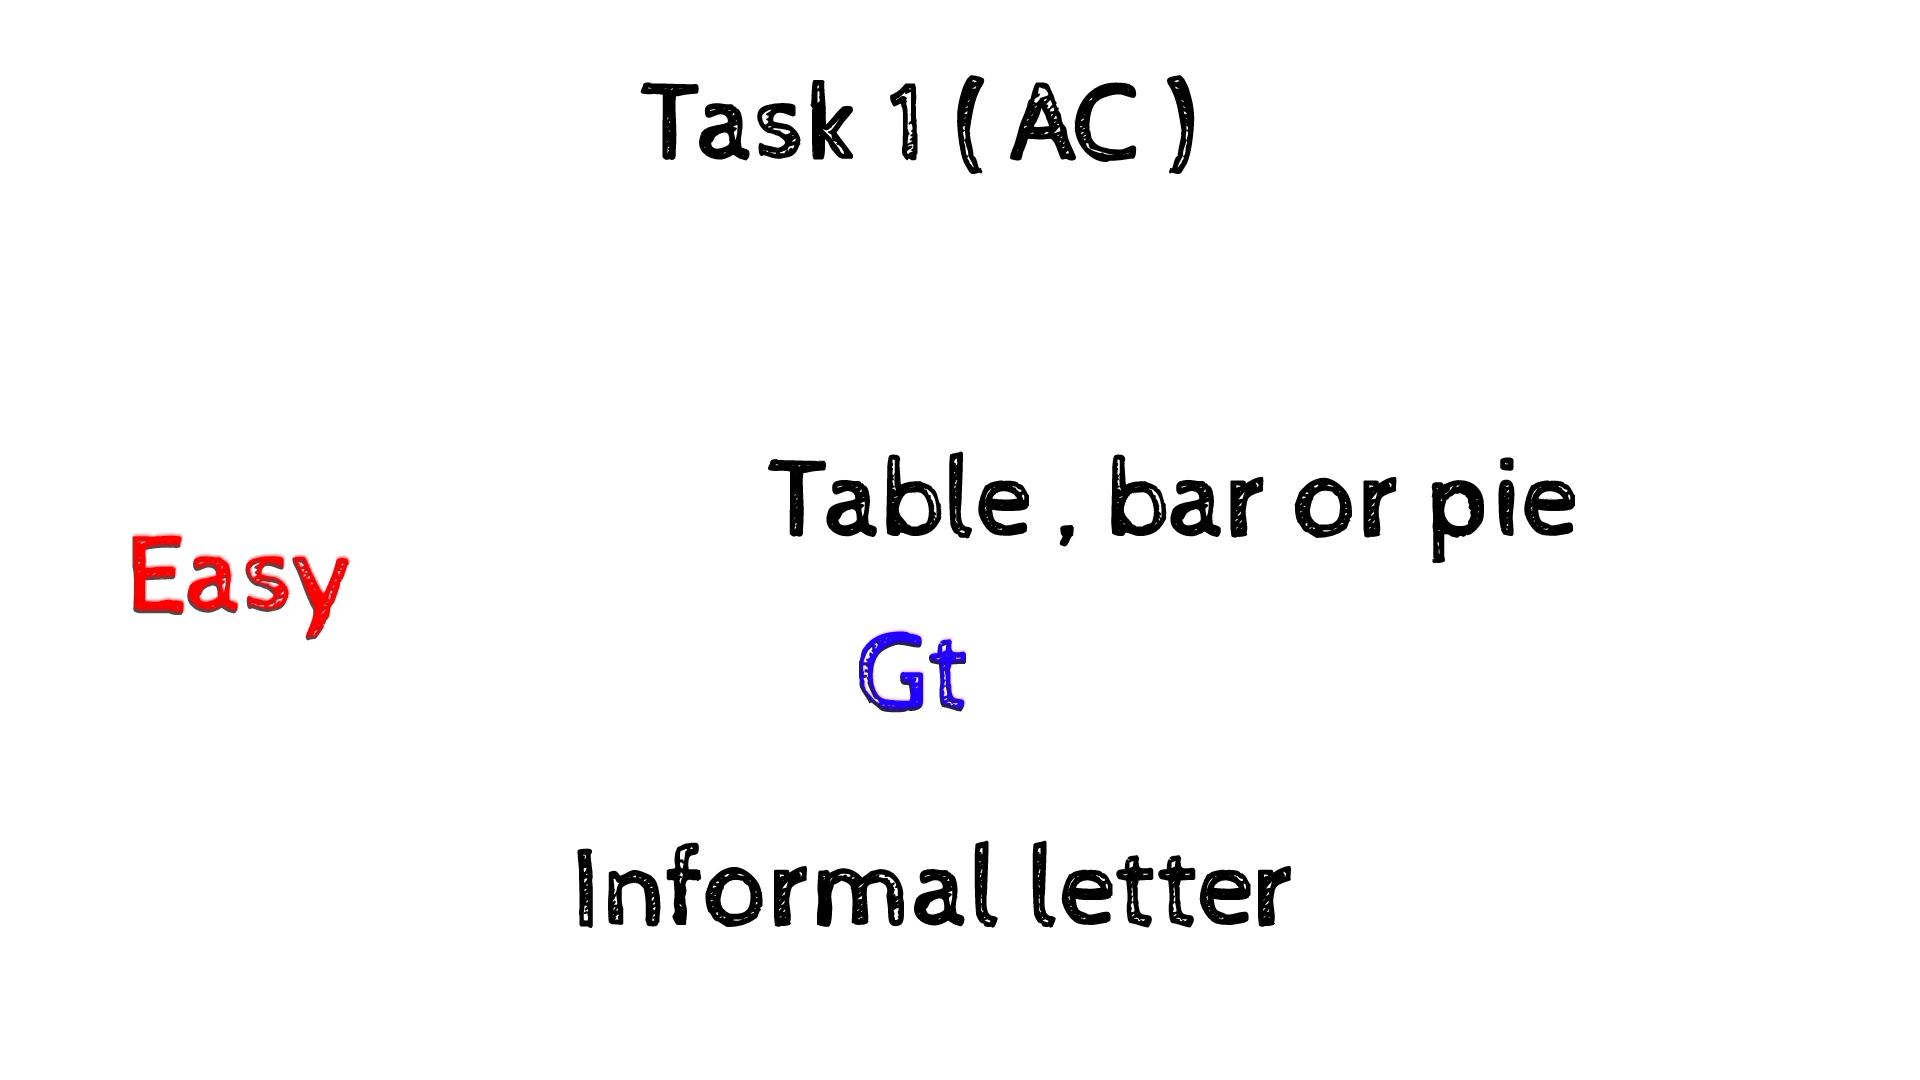 Task 1 ( AC )
Table , bar or pie
Easy
Gt
Informal letter